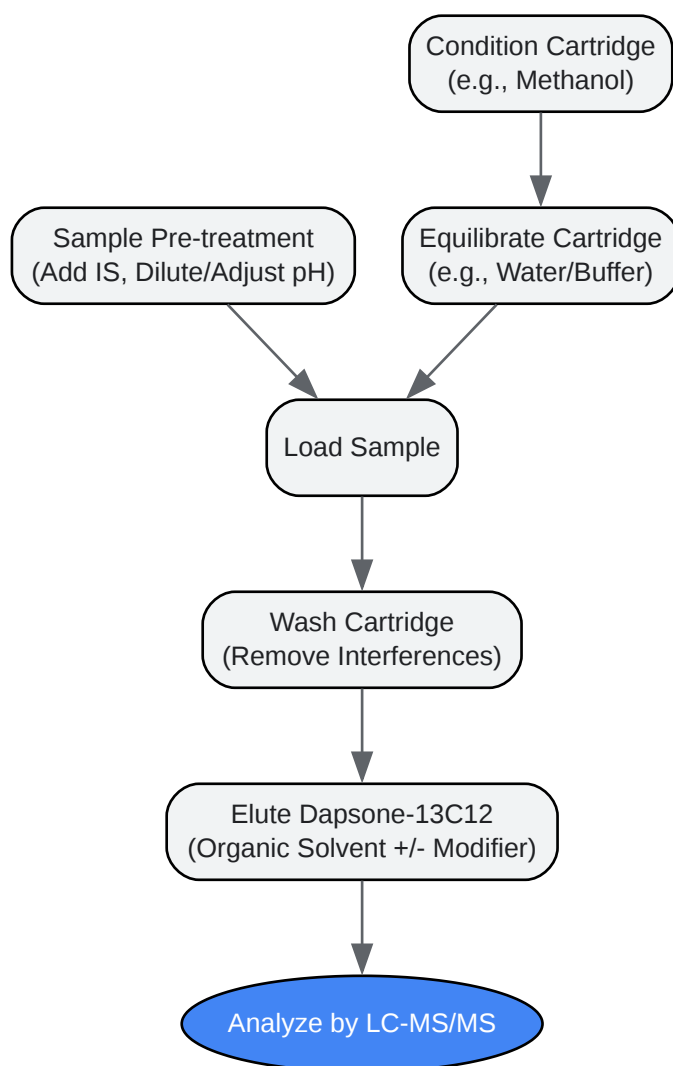 Condition Cartridge
(e.g., Methanol)
Sample Pre-treatment
(Add IS, Dilute/Adjust pH)
Equilibrate Cartridge
(e.g., Water/Buffer)
Load Sample
Wash Cartridge
(Remove Interferences)
Elute Dapsone-13C12
(Organic Solvent +/- Modifier)
Analyze by LC-MS/MS